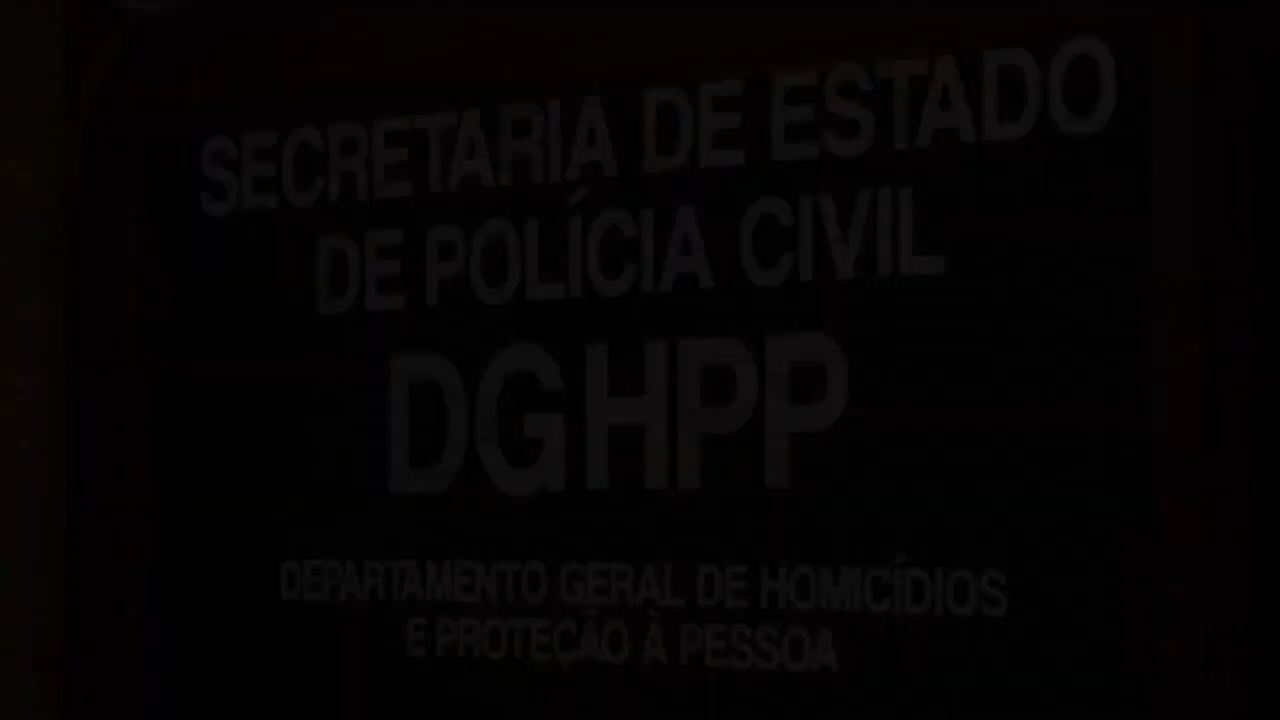 SECRETARIA DE ESTADO
DE POLÍCIA CIVIL
DGHPP
DEPARTAMENTO GERAL DE HOMICÍDIOS
E PROTEÇÃO À PESSOA